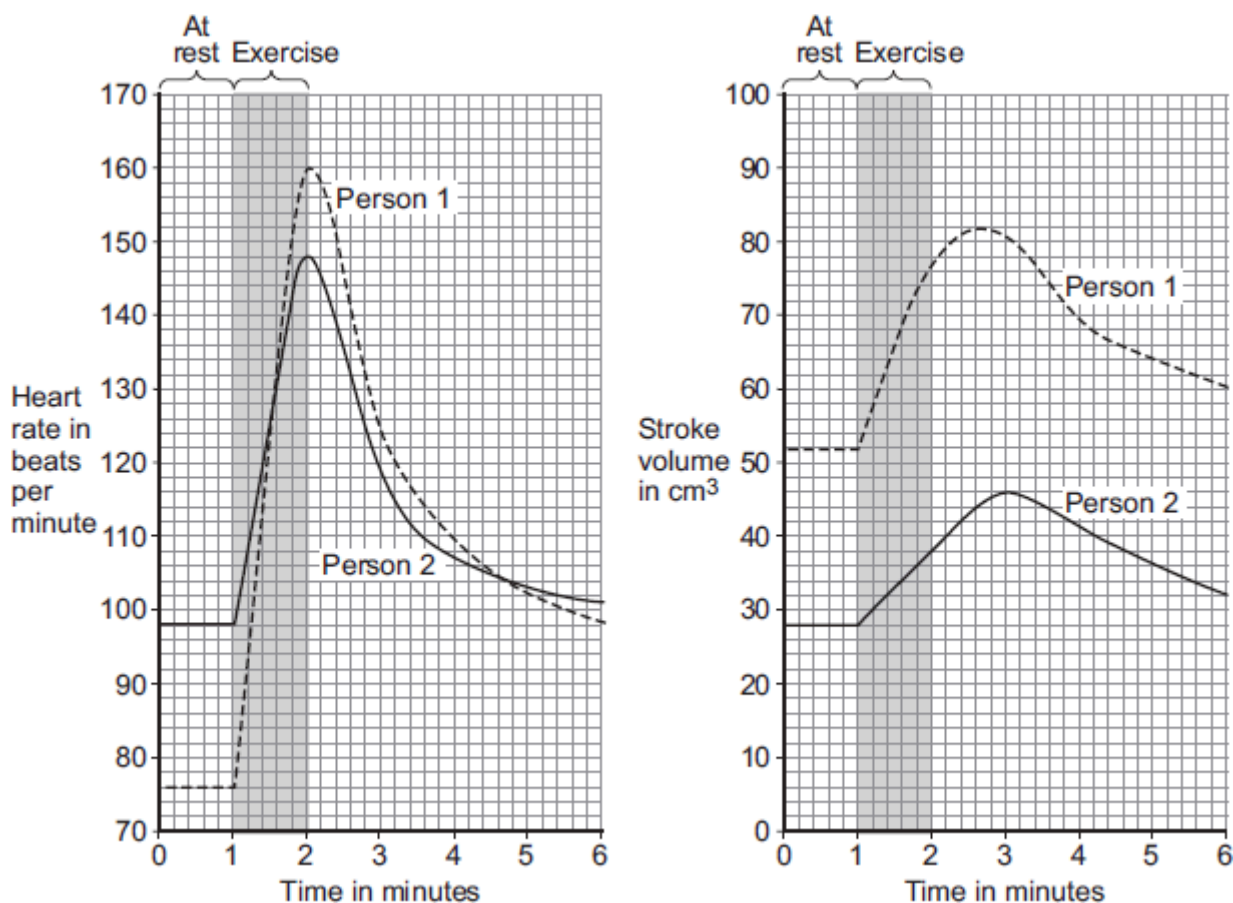 At
rest Exercise
170
160
150
140
130
120
110
100
90
80
70
Heart
rate in
beats
per
minute
Person 1
Person 2
0 1 2 3 4 5 6
Time in minutes
At
rest Exercise
100
90
80
70
60
50
40
30
20
10
0
Stroke
volume
in cm3
Person 1
Person 2
0 1 2 3 4 5 6
Time in minutes